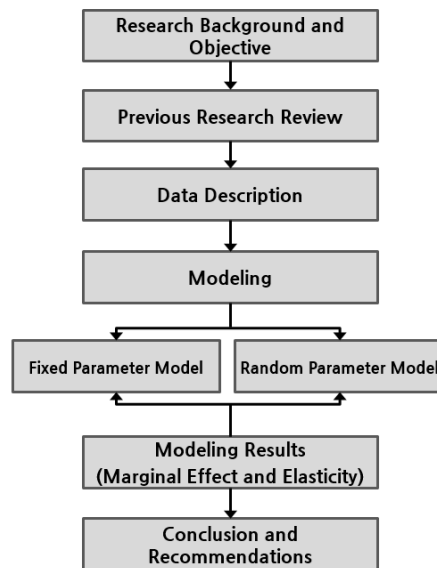 Research Background and
Objective
Previous Research Review
Data Description
Modeling
Fixed Parameter Model
Random Parameter Model
Modeling Results
(Marginal Effect and Elasticity)
Conclusion and
Recommendations